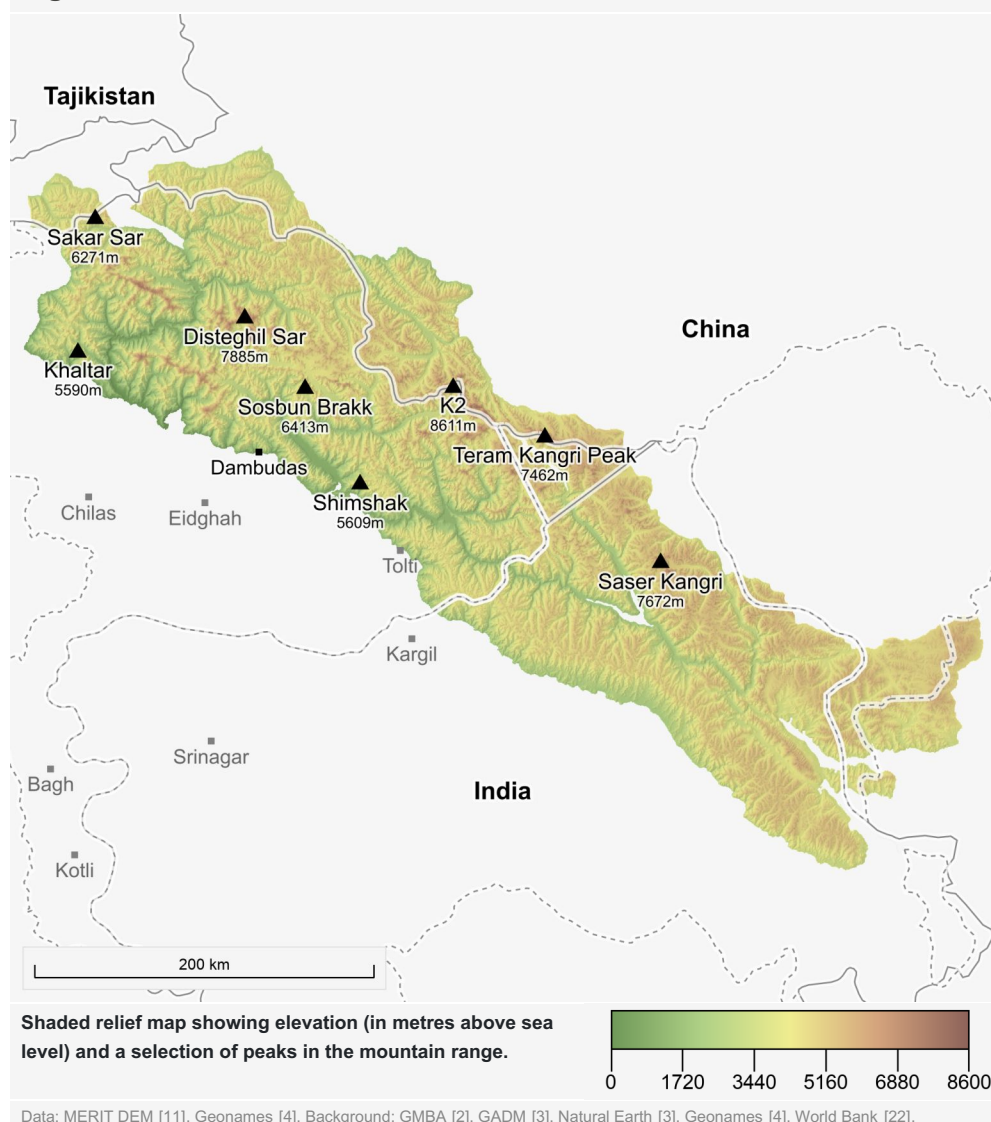 Tajikistan
Sakar Sar
6271m
China
Disteghil Sar
7885m
Khaltar
5590m
Sosbun Brakk
6413m
K2
8611m
Teram Kangri Peak
7462m
Dambudas
Shimshak
5609m
Chilas
Eidghah
Tolti
Saser Kangri
7672m
Kargil
Srinagar
Bagh
India
Kotli
200 km
Shaded relief map showing elevation (in metres above sea
level) and a selection of peaks in the mountain range.
0 1720 3440 5160 6880 8600
Data: MERIT DEM [11], Geonames [4]. Background: GMBA [2], GADM [3], Natural Earth [3], Geonames [4], World Bank [22].